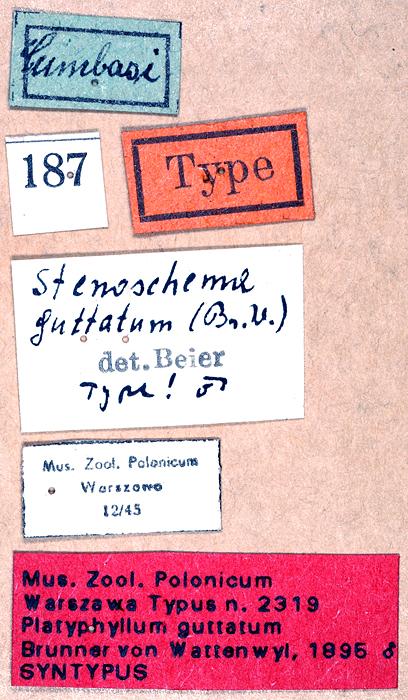 Cumbasi
187
Type
Stenoschema
guttatum (Br.W.)
det. Beier
Type! ♂
Mus. Zool. Polonicum
Warszawa
12/45
Mus. Zool. Polonicum
Warszawa Typus n. 2319
Platyphyllum guttatum
Brunner von Wattenwyl, 1895 ♂
SYNTYPUS